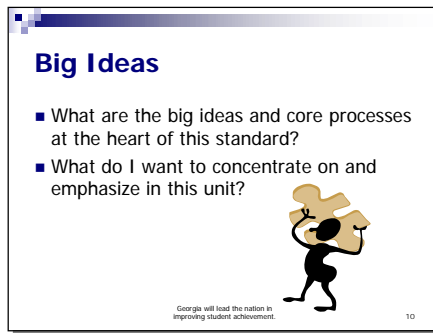 Big Ideas
What are the big ideas and core processes
at the heart of this standard?
What do I want to concentrate on and
emphasize in this unit?
Georgia will lead the nation in
improving student achievement.
10